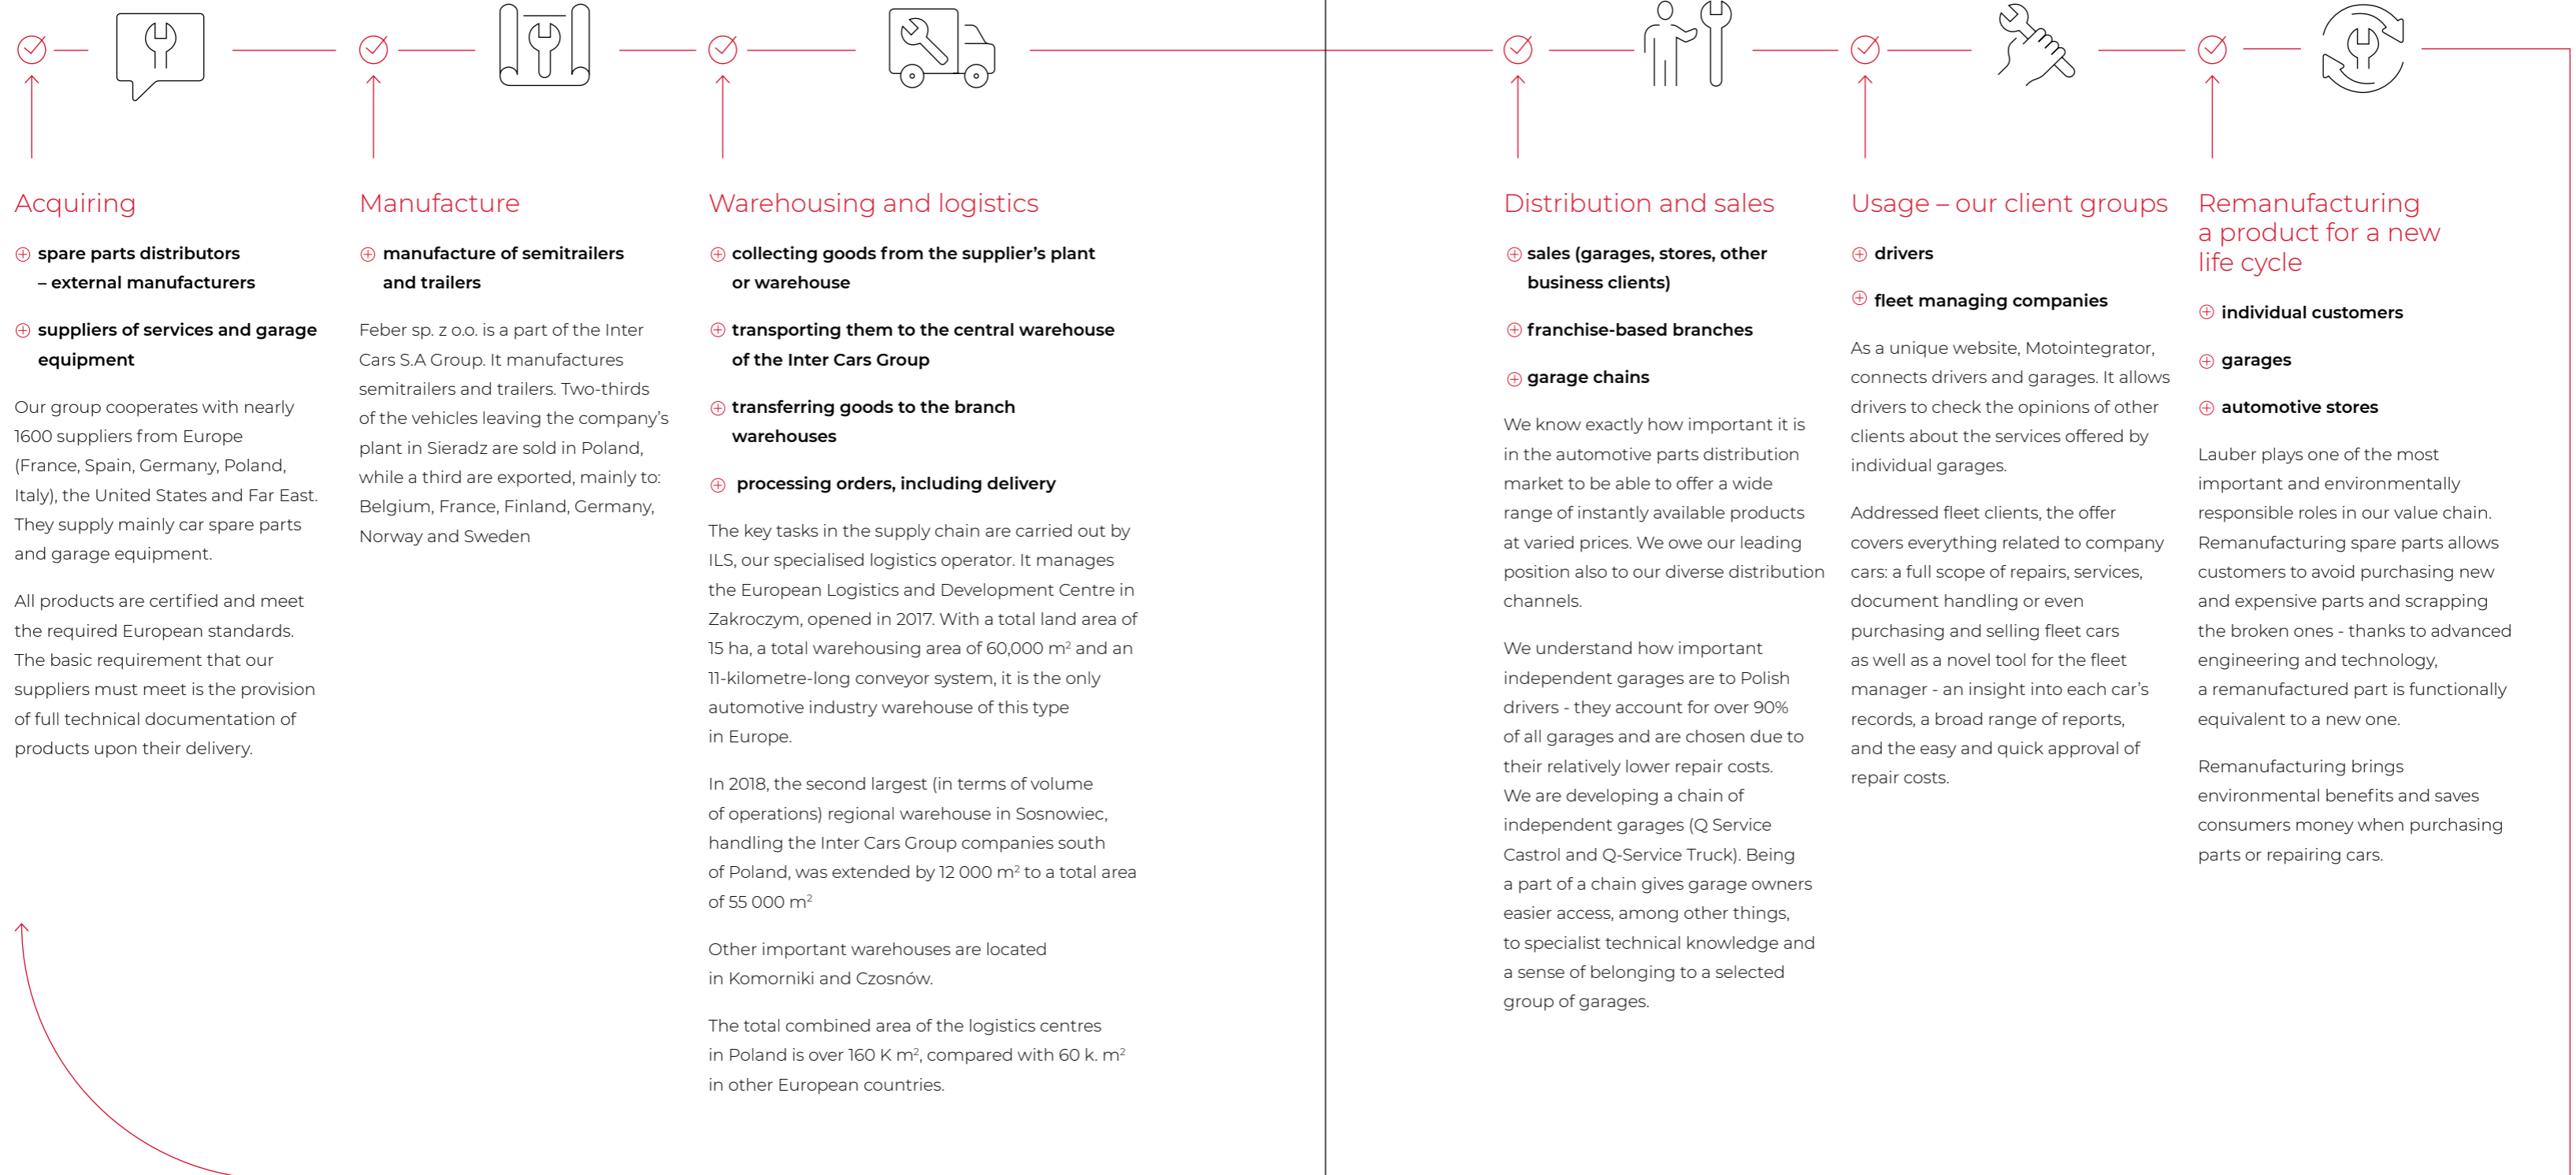 Acquiring
spare parts distributors
– external manufacturers
suppliers of services and garage
equipment
Our group cooperates with nearly
1600 suppliers from Europe
(France, Spain, Germany, Poland,
Italy), the United States and Far East.
They supply mainly car spare parts
and garage equipment.
All products are certified and meet
the required European standards.
The basic requirement that our
suppliers must meet is the provision
of full technical documentation of
products upon their delivery.
Manufacture
manufacture of semitrailers
and trailers
Feber sp. z o.o. is a part of the Inter
Cars S.A Group. It manufactures
semitrailers and trailers. Two-thirds
of the vehicles leaving the company’s
plant in Sieradz are sold in Poland,
while a third are exported, mainly to:
Belgium, France, Finland, Germany,
Norway and Sweden
Warehousing and logistics
collecting goods from the supplier’s plant
or warehouse
transporting them to the central warehouse
of the Inter Cars Group
transferring goods to the branch
warehouses
processing orders, including delivery
The key tasks in the supply chain are carried out by
ILS, our specialised logistics operator. It manages
the European Logistics and Development Centre in
Zakroczym, opened in 2017. With a total land area of
15 ha, a total warehousing area of 60,000 m² and an
11-kilometre-long conveyor system, it is the only
automotive industry warehouse of this type
in Europe.
In 2018, the second largest (in terms of volume
of operations) regional warehouse in Sosnowiec,
handling the Inter Cars Group companies south
of Poland, was extended by 12 000 m² to a total area
of 55 000 m²
Other important warehouses are located
in Komorniki and Czosnów.
The total combined area of the logistics centres
in Poland is over 160 K m², compared with 60 k. m²
in other European countries.
Distribution and sales
sales (garages, stores, other
business clients)
franchise-based branches
garage chains
We know exactly how important it is
in the automotive parts distribution
market to be able to offer a wide
range of instantly available products
at varied prices. We owe our leading
position also to our diverse distribution
channels.
We understand how important
independent garages are to Polish
drivers - they account for over 90%
of all garages and are chosen due to
their relatively lower repair costs.
We are developing a chain of
independent garages (Q Service
Castrol and Q-Service Truck). Being
a part of a chain gives garage owners
easier access, among other things,
to specialist technical knowledge and
a sense of belonging to a selected
group of garages.
Usage – our client groups
drivers
fleet managing companies
As a unique website, Motointegrator,
connects drivers and garages. It allows
drivers to check the opinions of other
clients about the services offered by
individual garages.
Addressed fleet clients, the offer
covers everything related to company
cars: a full scope of repairs, services,
document handling or even
purchasing and selling fleet cars
as well as a novel tool for the fleet
manager - an insight into each car’s
records, a broad range of reports,
and the easy and quick approval of
repair costs.
Remanufacturing
a product for a new
life cycle
individual customers
garages
automotive stores
Lauber plays one of the most
important and environmentally
responsible roles in our value chain.
Remanufacturing spare parts allows
customers to avoid purchasing new
and expensive parts and scrapping
the broken ones - thanks to advanced
engineering and technology,
a remanufactured part is functionally
equivalent to a new one.
Remanufacturing brings
environmental benefits and saves
consumers money when purchasing
parts or repairing cars.